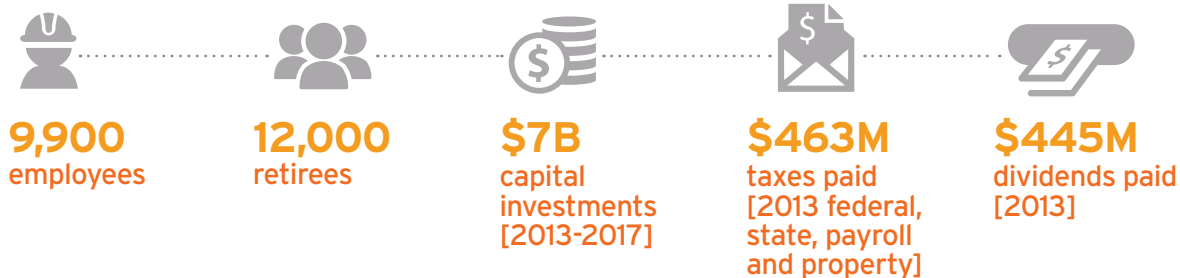 9,900
employees
12,000
retirees
$7B
capital
investments
[2013-2017]
$463M
taxes paid
[2013 federal,
state, payroll
and property]
$445M
dividends paid
[2013]
$
$
$